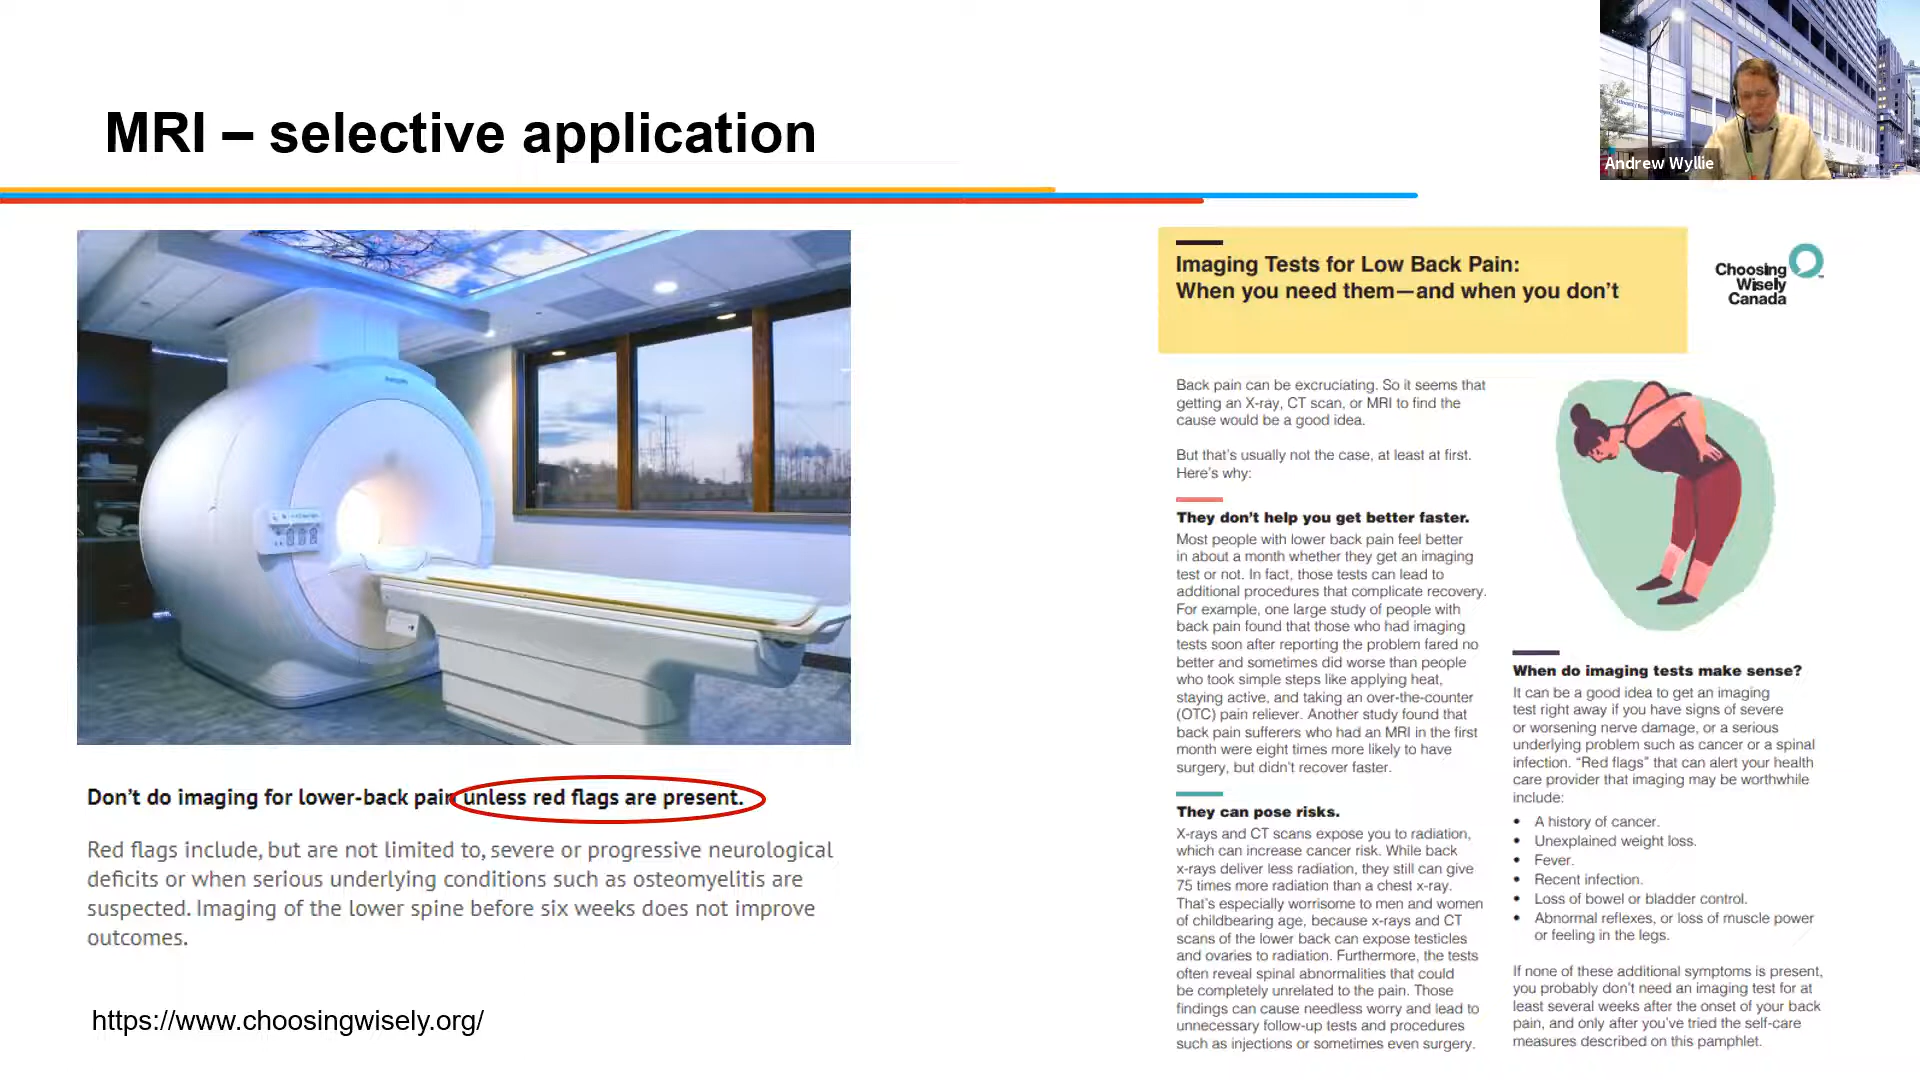 MRI – selective application
Andrew Wyllie
Imaging Tests for Low Back Pain:
When you need them—and when you don't
Choosing
Wisely
Canada
Back pain can be excruciating. So it seems that
getting an X-ray, CT scan, or MRI to find the
cause would be a good idea.
But that's usually not the case, at least at first.
Here's why:
They don't help you get better faster.
Most people with lower back pain feel better
in about a month whether they get an imaging
test or not. In fact, those tests can lead to
additional procedures that complicate recovery.
For example, one large study of people with
back pain found that those who had imaging
tests soon after reporting the problem fared no
better and sometimes did worse than people
who took simple steps like applying heat,
staying active, and taking an over-the-counter
(OTC) pain reliever. Another study found that
back pain sufferers who had an MRI in the first
month were eight times more likely to have
surgery, but didn't recover faster.
They can pose risks.
X-rays and CT scans expose you to radiation,
which can increase cancer risk. While back
x-rays deliver less radiation, they still can give
75 times more radiation than a chest x-ray.
That's especially worrisome to men and women
of childbearing age, because x-rays and CT
scans of the lower back can expose testicles
and ovaries to radiation. Furthermore, the tests
often reveal spinal abnormalities that could
be completely unrelated to the pain. Those
findings can cause needless worry and lead to
unnecessary follow-up tests and procedures
such as injections or sometimes even surgery.
When do imaging tests make sense?
It can be a good idea to get an imaging
test right away if you have signs of severe
or worsening nerve damage, or a serious
underlying problem such as cancer or a spinal
infection. “Red flags” that can alert your health
care provider that imaging may be worthwhile
include:
• A history of cancer.
• Unexplained weight loss.
• Fever.
• Recent infection.
• Loss of bowel or bladder control.
• Abnormal reflexes, or loss of muscle power
or feeling in the legs.
If none of these additional symptoms is present,
you probably don't need an imaging test for at
least several weeks after the onset of your back
pain, and only after you've tried the self-care
measures described on this pamphlet.
Don't do imaging for lower-back pain unless red flags are present.
Red flags include, but are not limited to, severe or progressive neurological
deficits or when serious underlying conditions such as osteomyelitis are
suspected. Imaging of the lower spine before six weeks does not improve
outcomes.
https://www.choosingwisely.org/